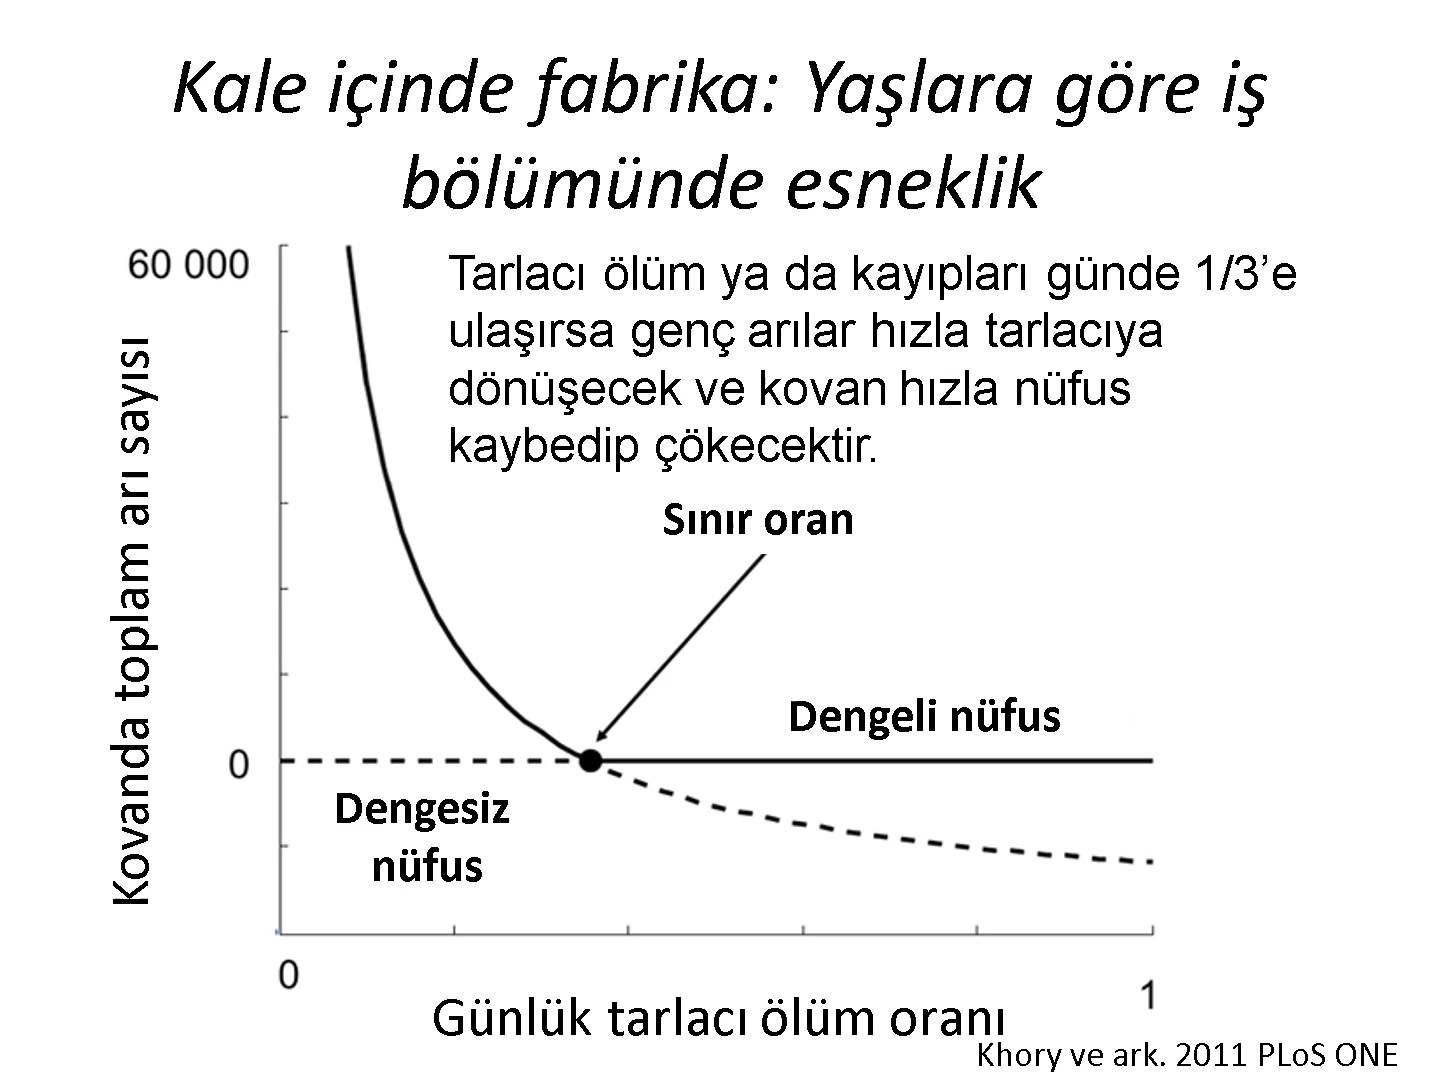 Kale içinde fabrika: Yaşlara göre iş
bölümünde esneklik
60 000
Tarlacı ölüm ya da kayıpları günde 1/3’e
ulaşırsa genç arılar hızla tarlacıya
dönüşecek ve kovan hızla nüfus
kaybedip çökecektir.
Kovanda toplam arı sayısı
Sınır oran
Dengeli nüfus
0
Dengesiz
nüfus
0
1
Günlük tarlacı ölüm oranı
Khory ve ark. 2011 PLoS ONE